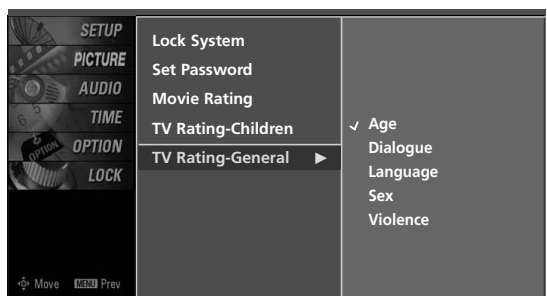 SETUP
PICTURE
AUDIO
TIME
OPTION
LOCK
Move MENU Prev
Lock System
Set Password
Movie Rating
TV Rating-Children
TV Rating-General ▶
✓ Age
Dialogue
Language
Sex
Violence